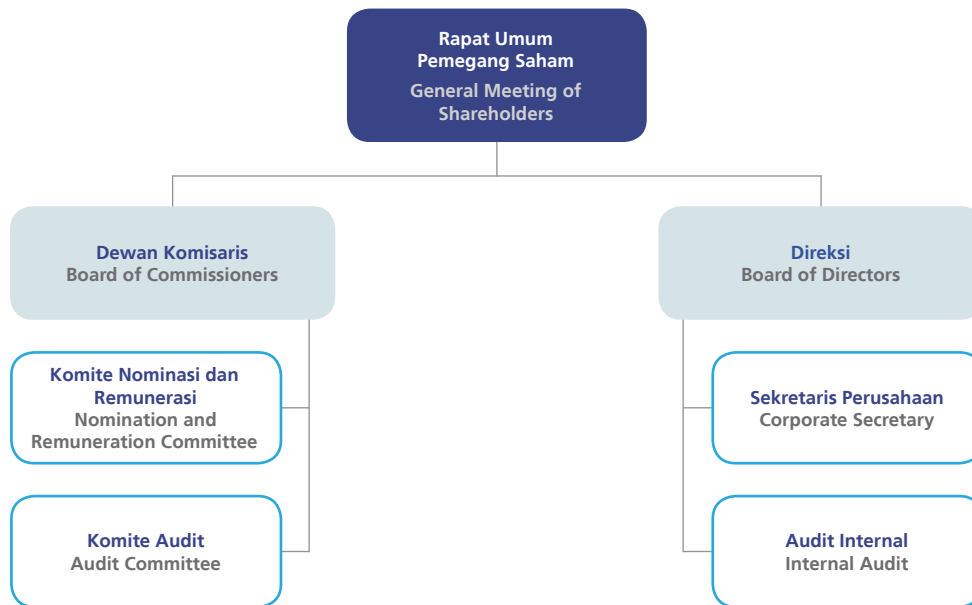 Rapat Umum
Pemegang Saham
General Meeting of
Shareholders
Dewan Komisaris
Board of Commissioners
Direksi
Board of Directors
Komite Nominasi dan
Remunerasi
Nomination and
Remuneration Committee
Sekretaris Perusahaan
Corporate Secretary
Komite Audit
Audit Committee
Audit Internal
Internal Audit